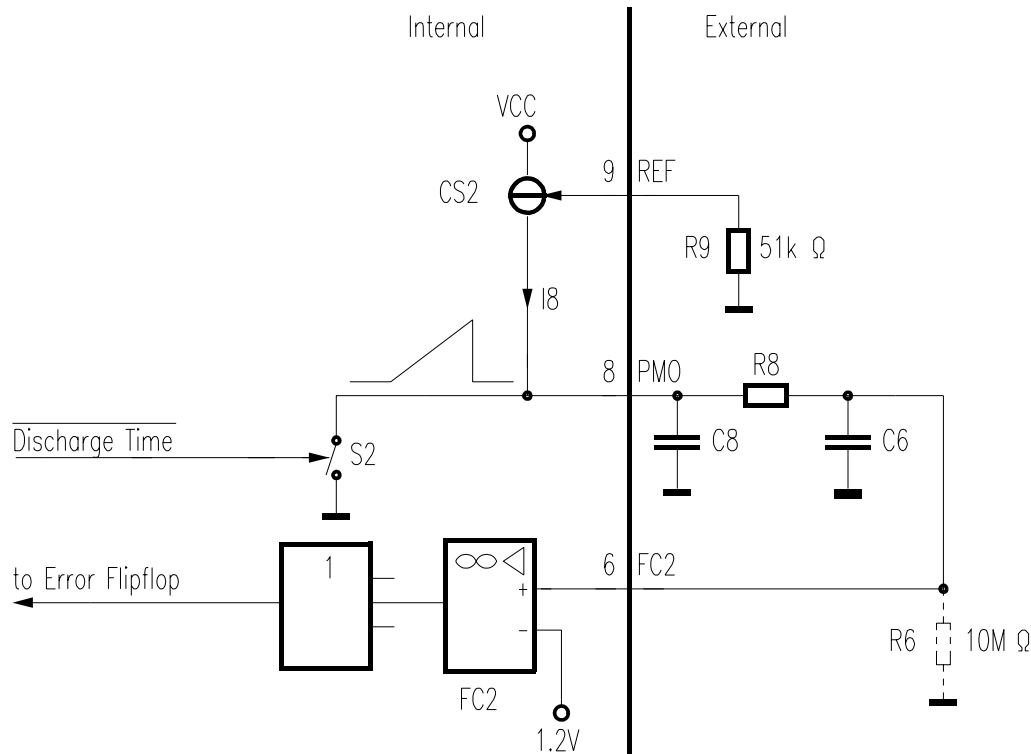 Internal
External
VCC
9 REF
CS2
R9 51k Ω
I8
8 PMO
R8
Discharge Time
S2
C8
C6
1
to Error Flipflop
6 FC2
+
−
R6 10M Ω
FC2
1.2V